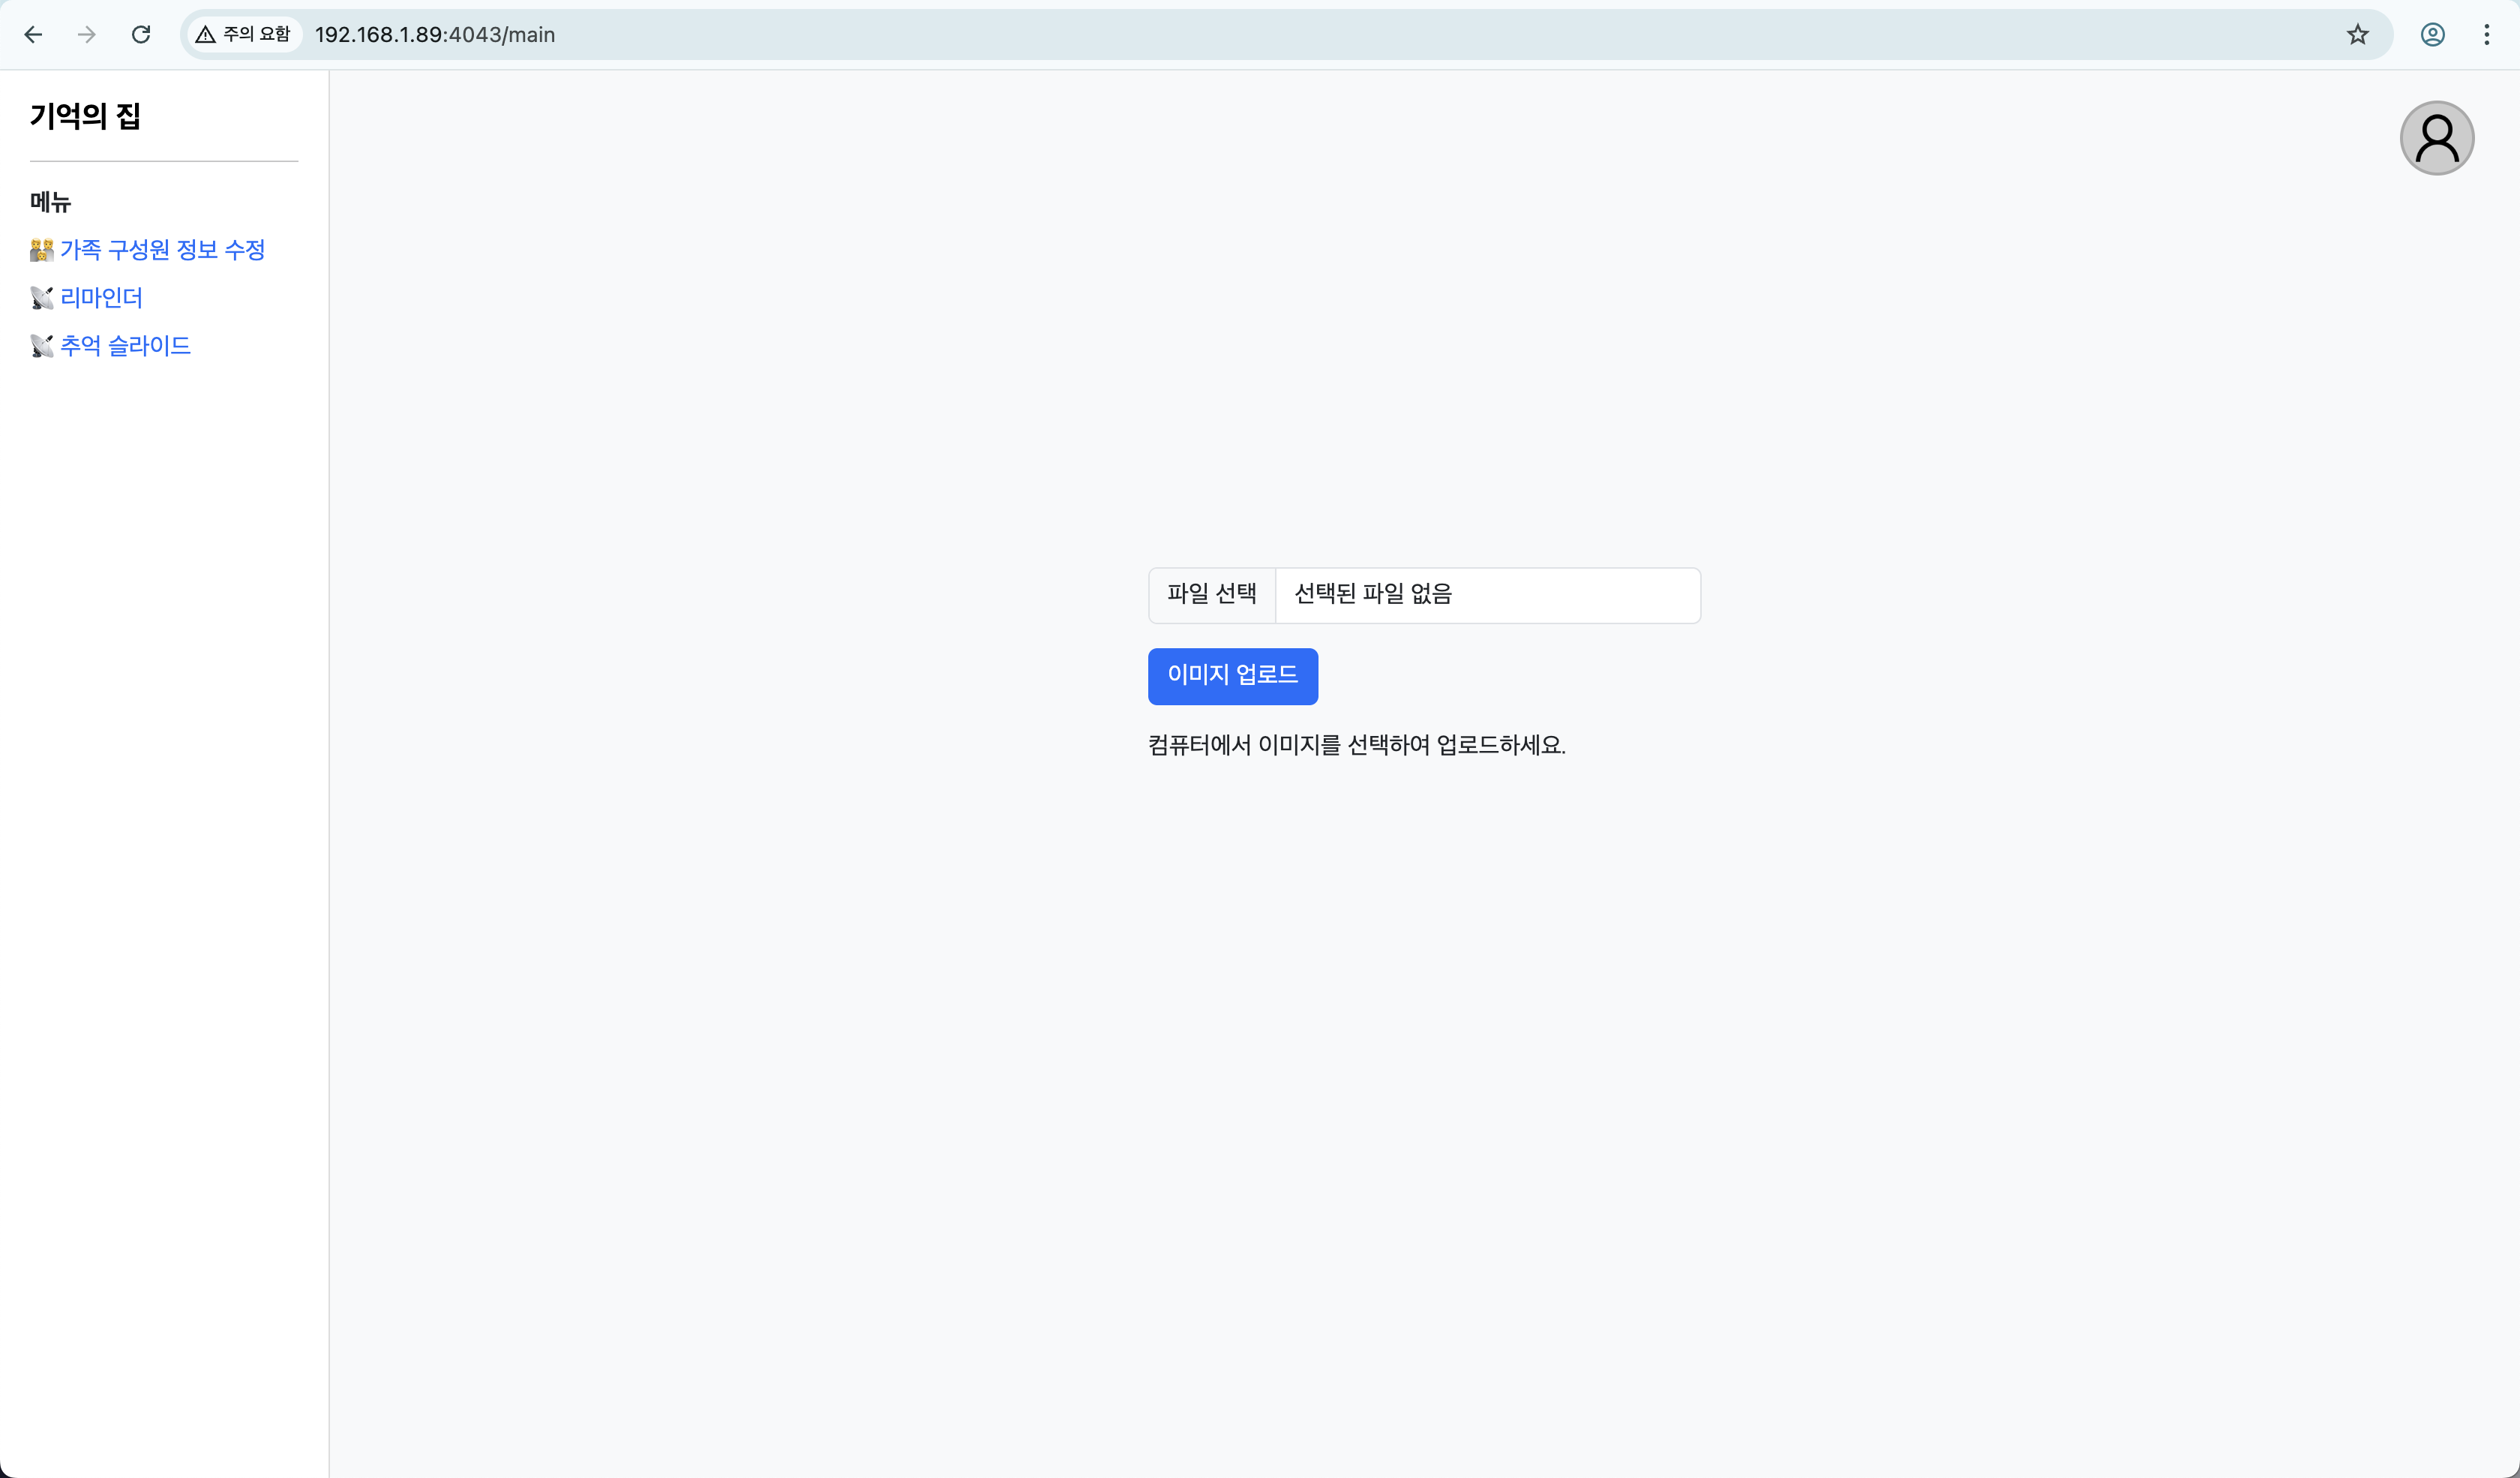 주의 요함 192.168.1.89:4043/main
기억의 집
메뉴
가족 구성원 정보 수정
리마인더
추억 슬라이드
파일 선택 선택된 파일 없음
이미지 업로드
컴퓨터에서 이미지를 선택하여 업로드하세요.